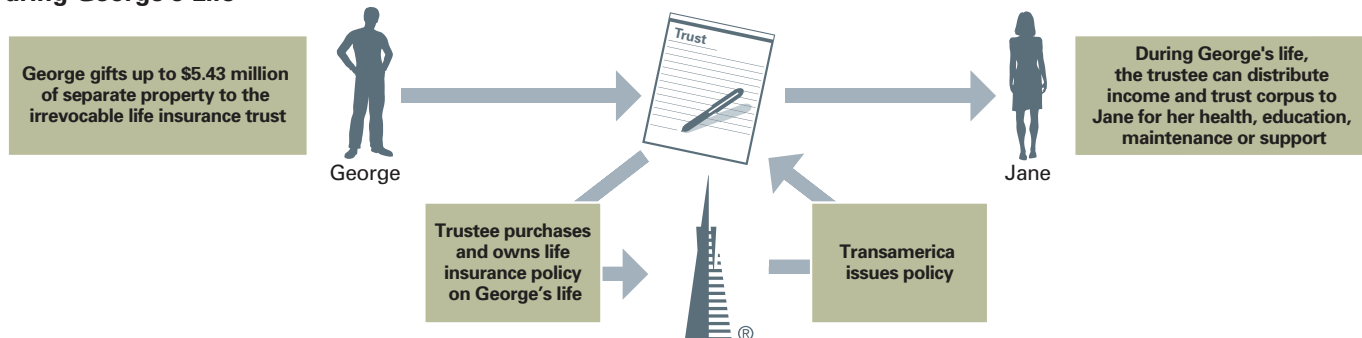 George gifts up to $5.43 million
of separate property to the
irrevocable life insurance trust
George
Trust
Jane
During George's life,
the trustee can distribute
income and trust corpus to
Jane for her health, education,
maintenance or support
Trustee purchases
and owns life
insurance policy
on George’s life
®
Transamerica
issues policy